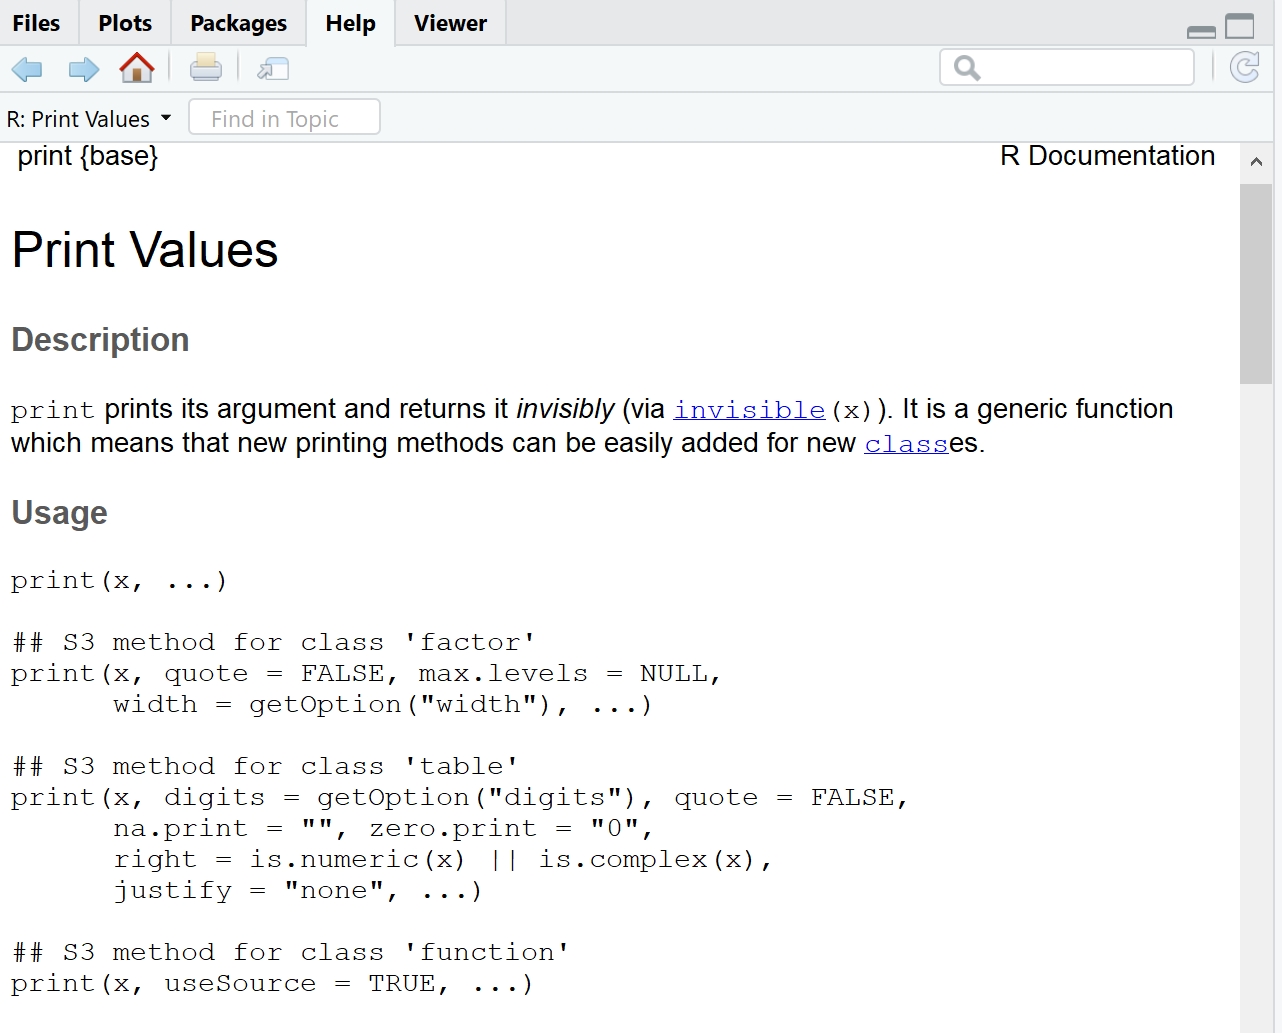 Files Plots Packages Help Viewer
R: Print Values Find in Topic
print {base} R Documentation
Print Values
Description
print prints its argument and returns it invisibly (via invisible(x)). It is a generic function
which means that new printing methods can be easily added for new classes.
Usage
print(x, ...)
## S3 method for class 'factor'
print(x, quote = FALSE, max.levels = NULL,
      width = getOption("width"), ...)
## S3 method for class 'table'
print(x, digits = getOption("digits"), quote = FALSE,
      na.print = "", zero.print = "0",
      right = is.numeric(x) || is.complex(x),
      justify = "none", ...)
## S3 method for class 'function'
print(x, useSource = TRUE, ...)